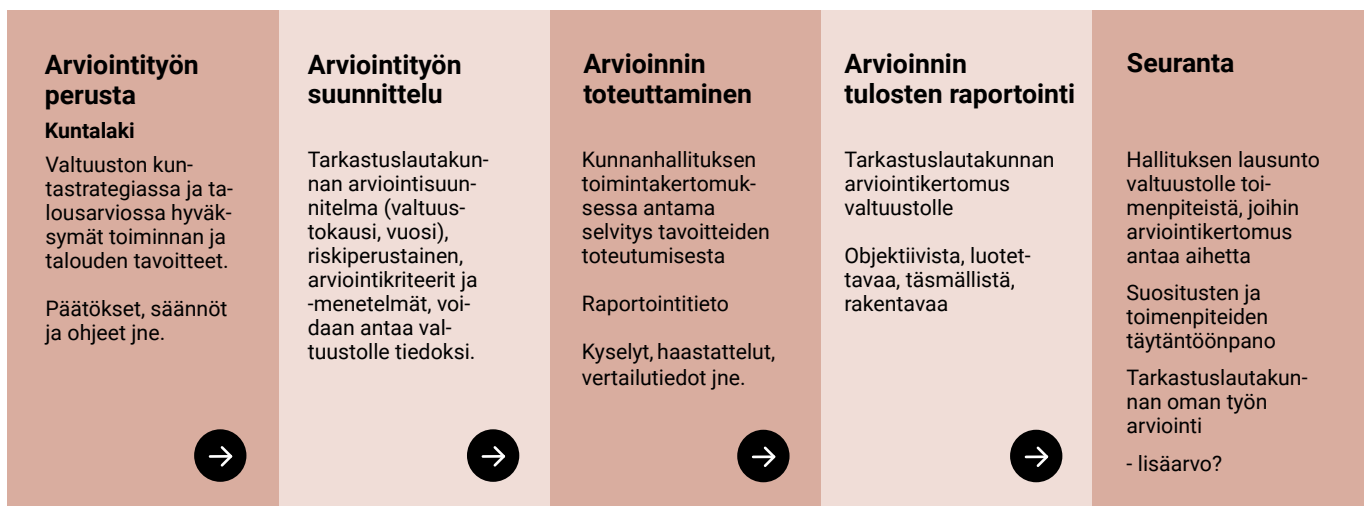 Arviointityön
perusta
Kuntalaki
Valtuuston kun-
tastrategiassa ja ta-
lousarviossa hyväk-
symät toiminnan ja
talouden tavoitteet.
Päätökset, säännöt
ja ohjeet jne.
Arviointityön
suunnittelu
Tarkastuslautakun-
nan arviointisuun-
nitelma (valtuus-
tokausi, vuosi),
riskiperustainen,
arviointikriteerit ja
-menetelmät, voi-
daan antaa val-
tuustolle tiedoksi.
Arvioinnin
toteuttaminen
Kunnanhallituksen
toimintakertomuk-
sessa antama
selvitys tavoitteiden
toteutumisesta
Raportointitieto
Kyselyt, haastattelut,
vertailutiedot jne.
Arvioinnin
tulosten raportointi
Tarkastuslautakunnan
arviointikertomus
valtuustolle
Objektiivista, luotet-
tavaa, täsmällistä,
rakentavaa
Seuranta
Hallituksen lausunto
valtuustolle toi-
menpiteistä, joihin
arviointikertomus
antaa aihetta
Suositusten ja
toimenpiteiden
täytäntöönpano
Tarkastuslautakun-
nan oman työn
arviointi
- lisäarvo?